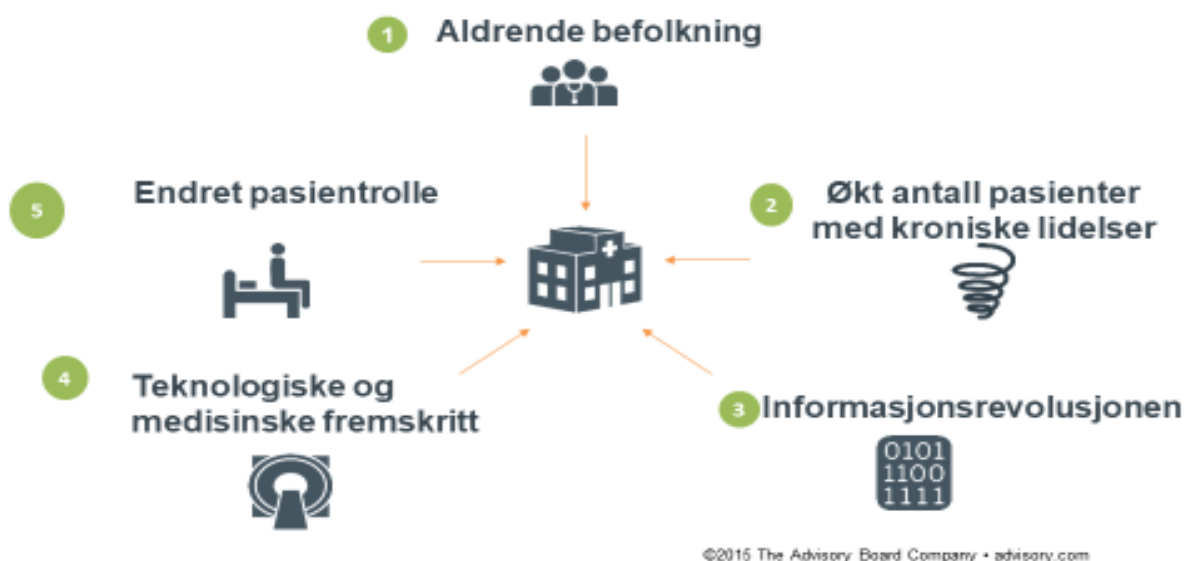 1 Aldrende befolkning
2 Økt antall pasienter
med kroniske lidelser
3 Informasjonsrevolusjonen
0101
1100
1111
4 Teknologiske og
medisinske fremskritt
5 Endret pasientrolle
©2015 The Advisory Board Company • advisory.com